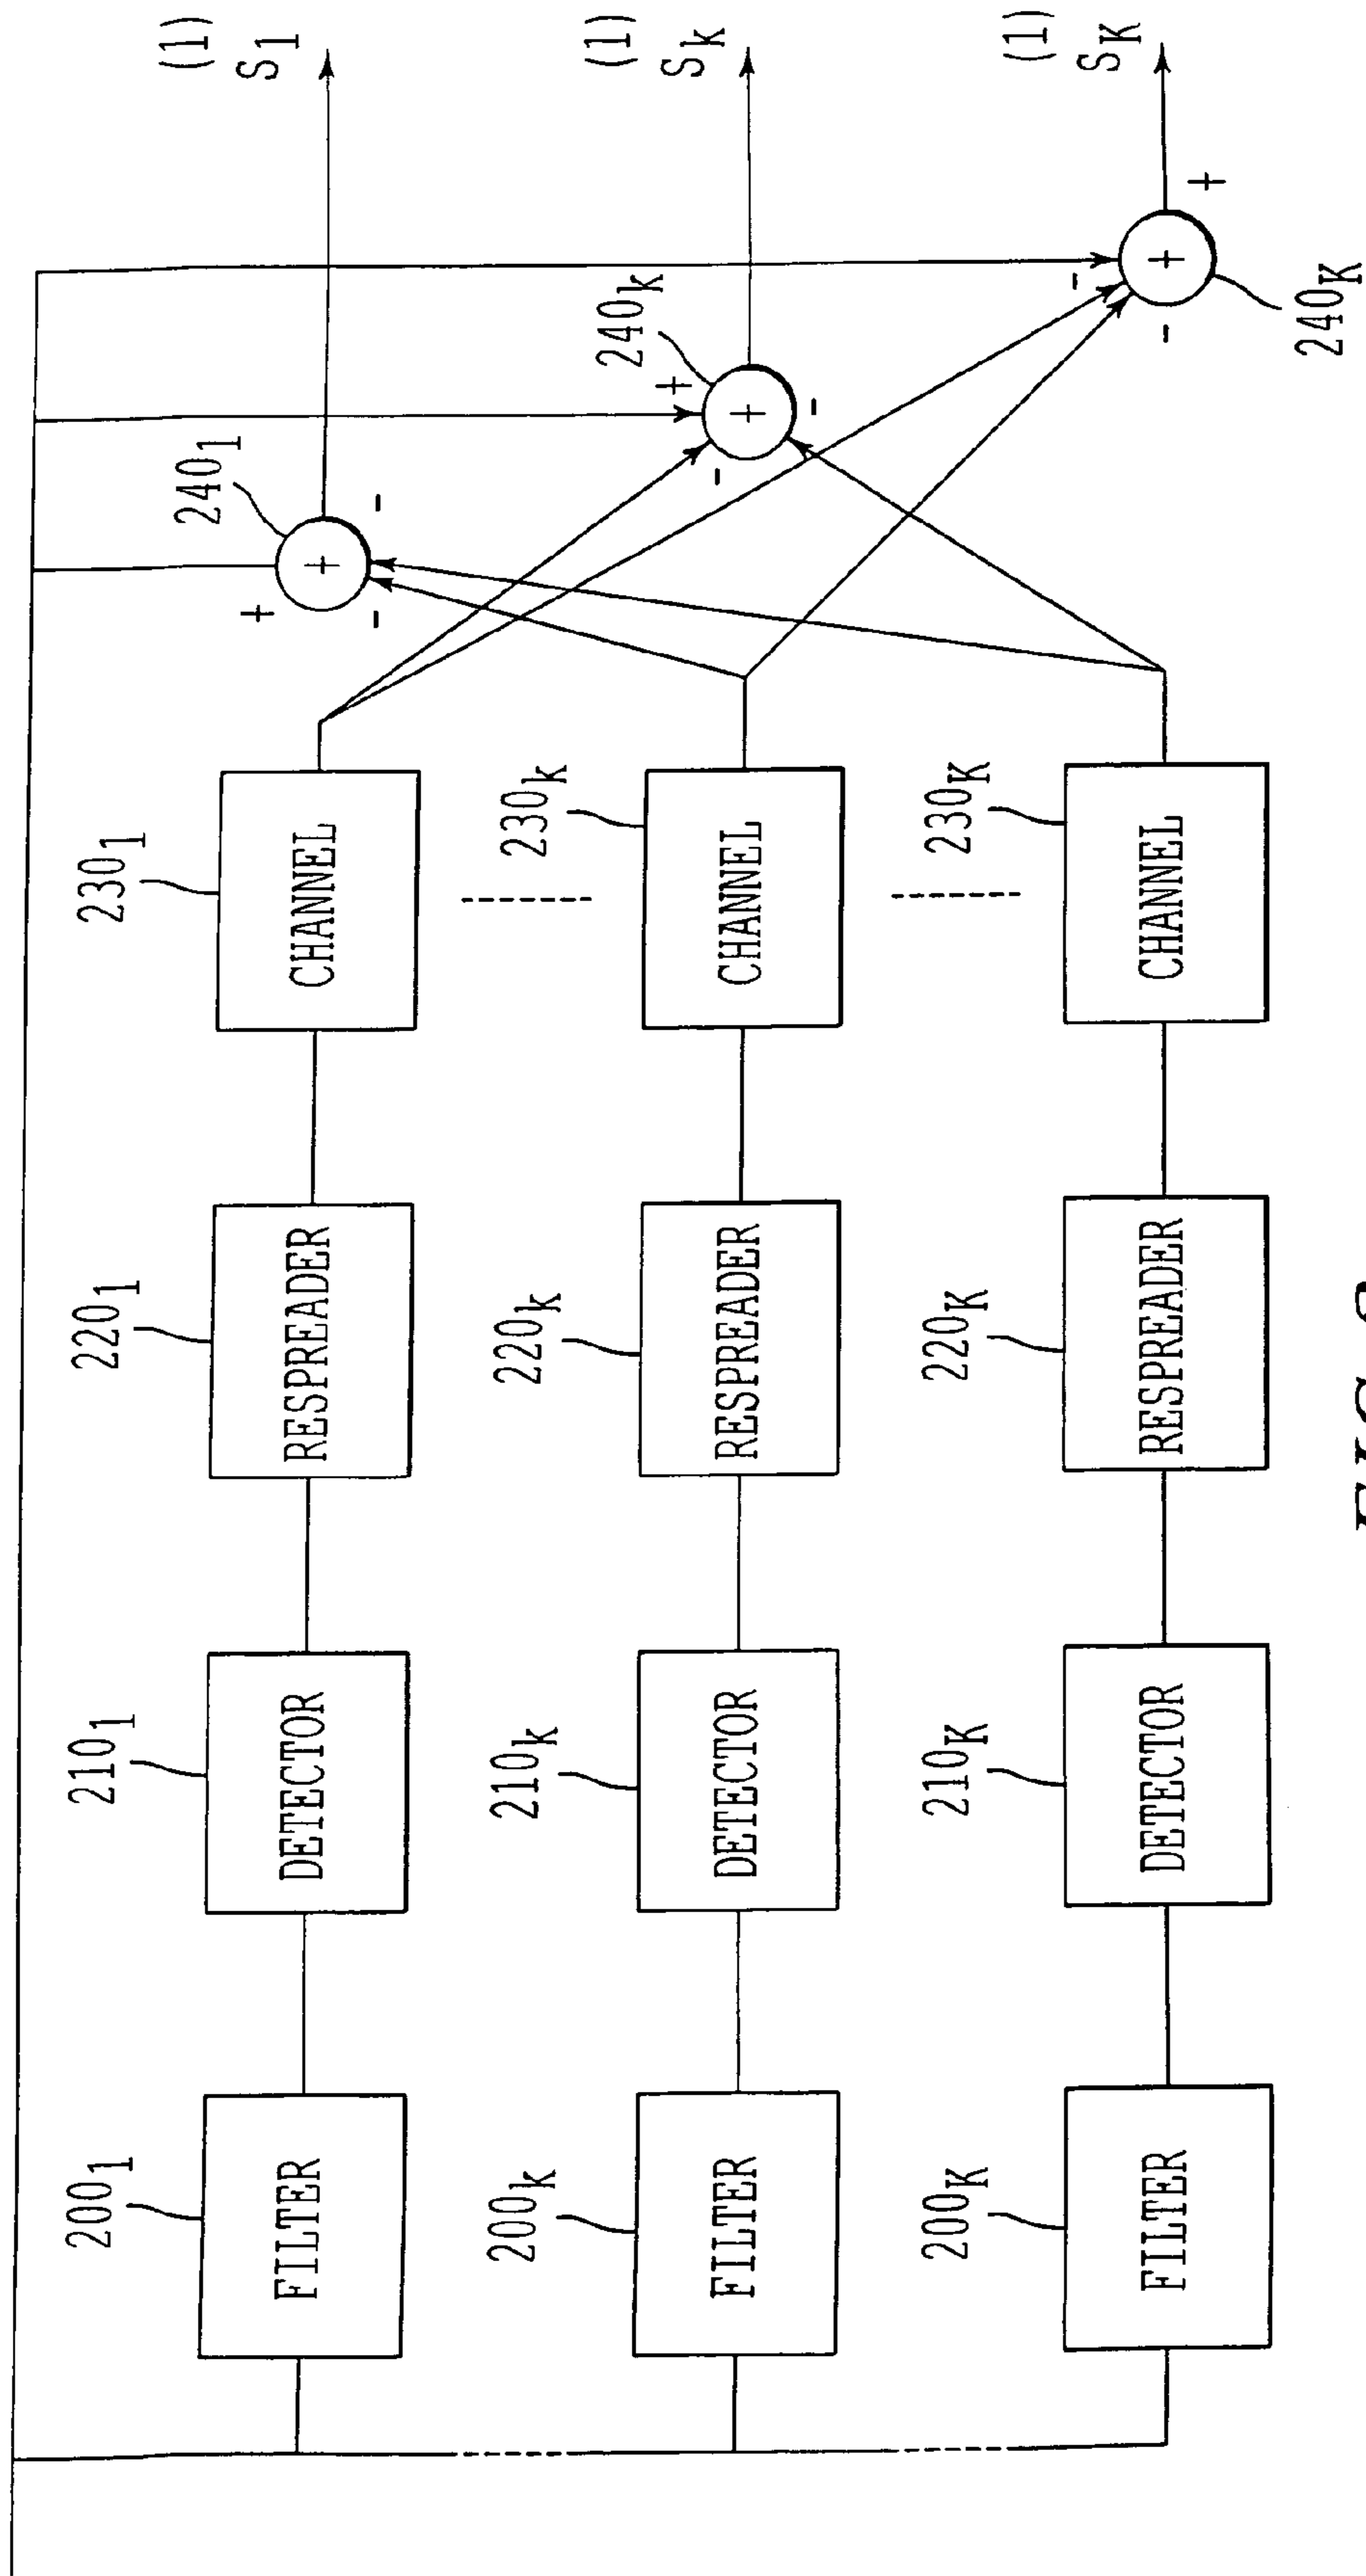 200₁ 210₁ 220₁ 230₁ 240₁ (1)
S₁
+
FILTER DETECTOR RESPREADER CHANNEL +
- -
200ₖ 210ₖ 220ₖ 230ₖ 240ₖ (1)
Sₖ
+
FILTER DETECTOR RESPREADER CHANNEL - +
-
200K 210K 220K 230K (1)
SK
-
FILTER DETECTOR RESPREADER CHANNEL - +
+
240K